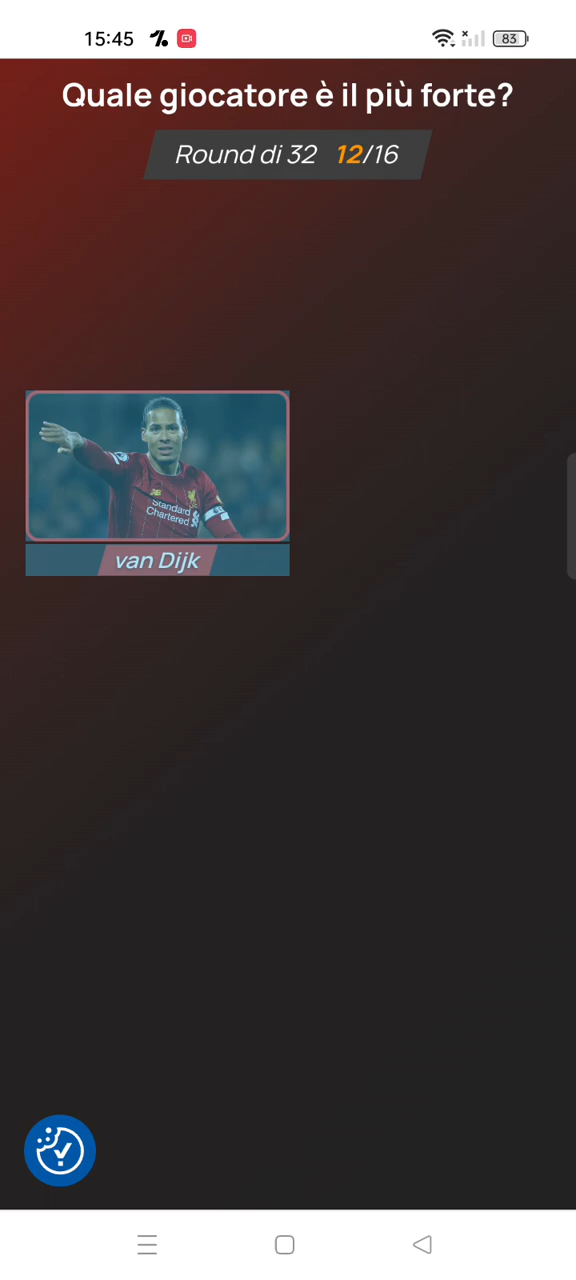 15:45
83
Quale giocatore è il più forte?
Round di 32 12/16
Standard
Chartered
van Dijk